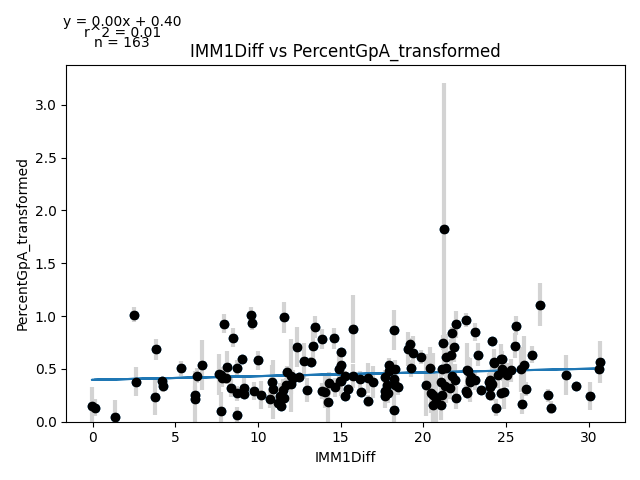 y = 0.00x + 0.40
r^2 = 0.01
n = 163
IMM1Diff vs PercentGpA_transformed
PercentGpA_transformed
3.0
2.5
2.0
1.5
1.0
0.5
0.0
0
5
10
15
20
25
30
IMM1Diff